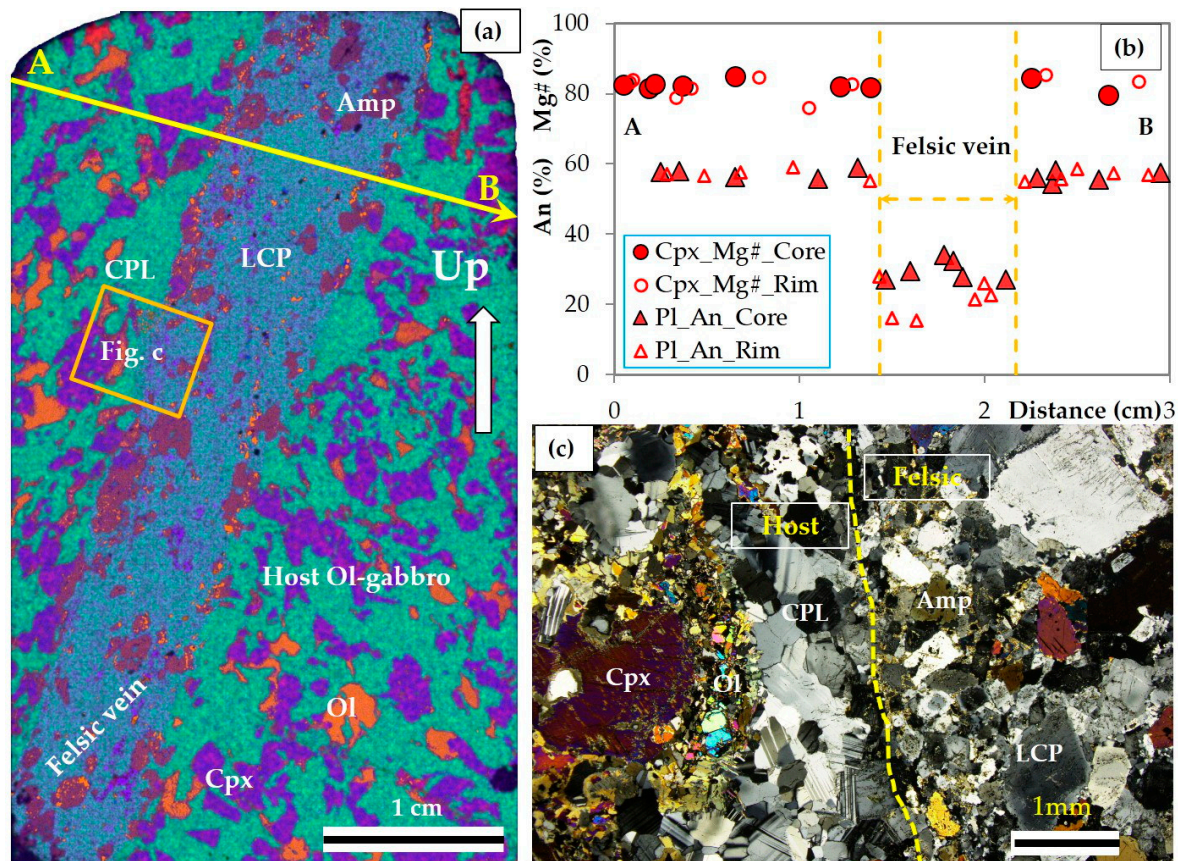 (a)
A
Amp
B
LCP
CPL
Up
Fig. c
Host Ol-gabbro
Ol
Felsic vein
Cpx
1 cm
(b)
Mg# (%)
An (%)
100
80
60
40
20
0
A
B
Felsic vein
Cpx_Mg#_Core
Cpx_Mg#_Rim
Pl_An_Core
Pl_An_Rim
0
1
2
Distance (cm)
3
(c)
Felsic
Host
CPL
Amp
Cpx
Ol
LCP
1mm